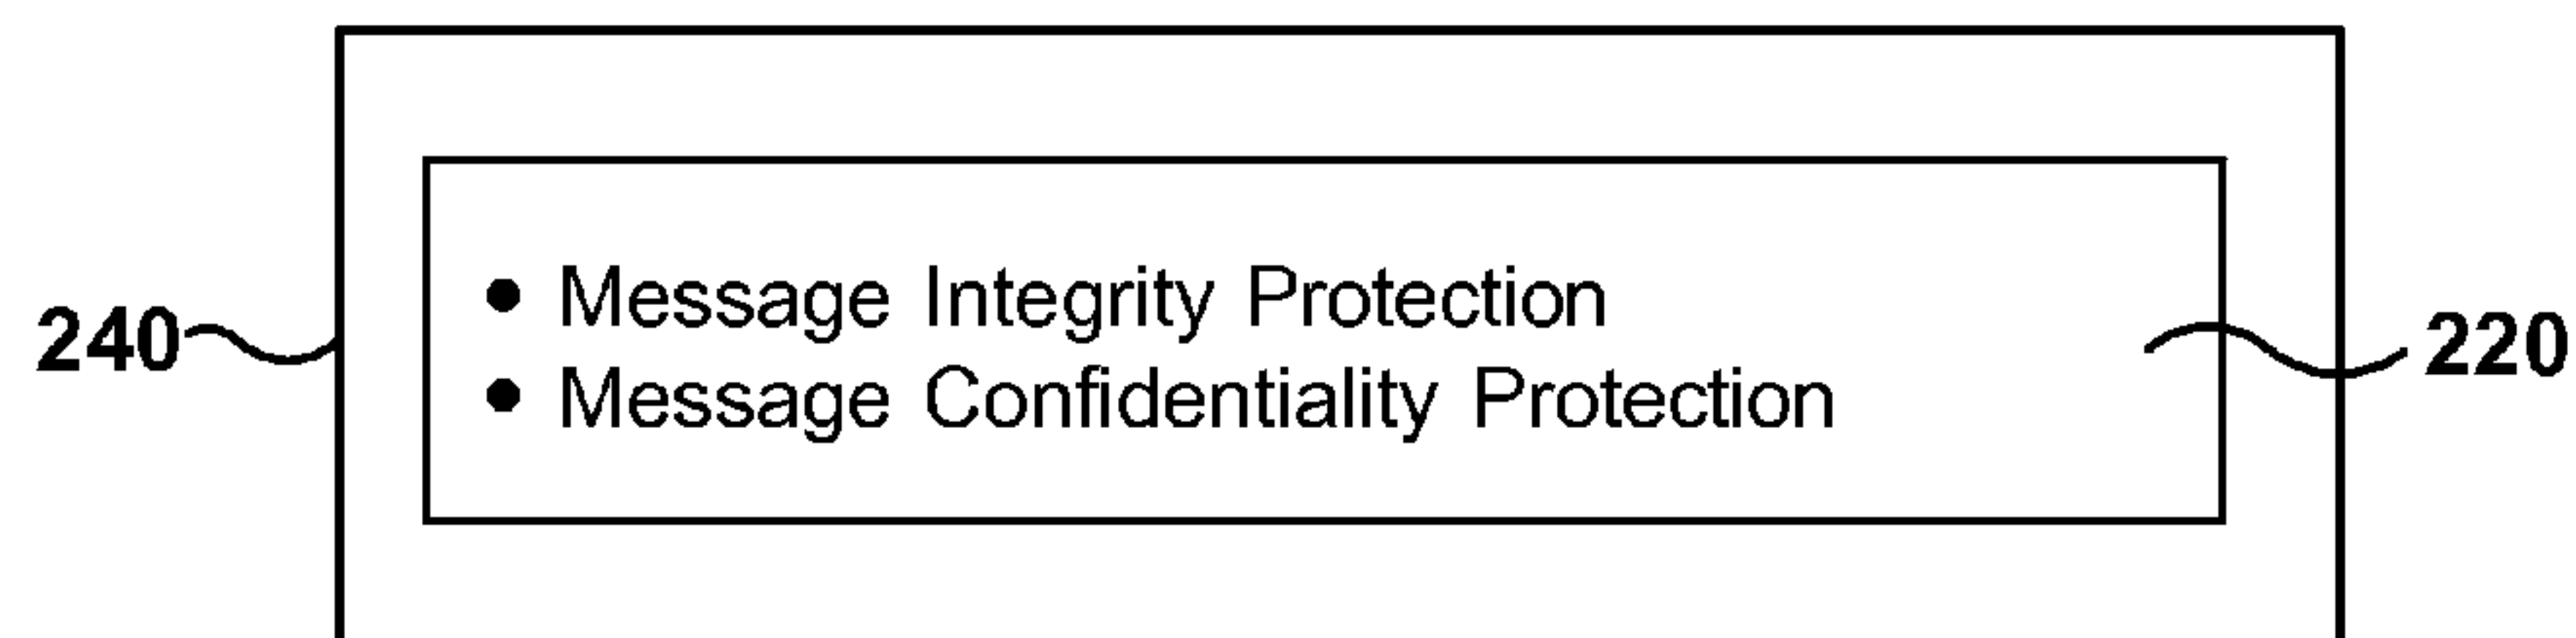 • Message Integrity Protection
240
220
• Message Confidentiality Protection